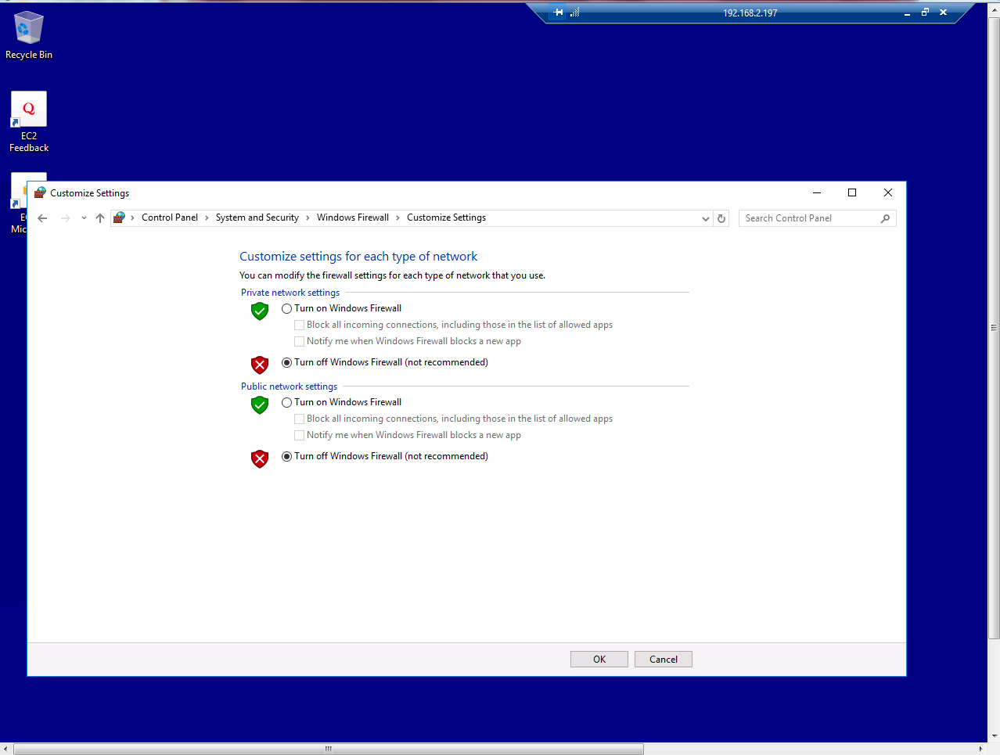 192.168.2.197
Recycle Bin
Q
EC2
Feedback
Customize Settings
Control Panel
System and Security
Windows Firewall
Customize Settings
Search Control Panel
Customize settings for each type of network
You can modify the firewall settings for each type of network that you use.
Private network settings
Turn on Windows Firewall
Block all incoming connections, including those in the list of allowed apps
Notify me when Windows Firewall blocks a new app
Turn off Windows Firewall (not recommended)
Public network settings
Turn on Windows Firewall
Block all incoming connections, including those in the list of allowed apps
Notify me when Windows Firewall blocks a new app
Turn off Windows Firewall (not recommended)
OK
Cancel